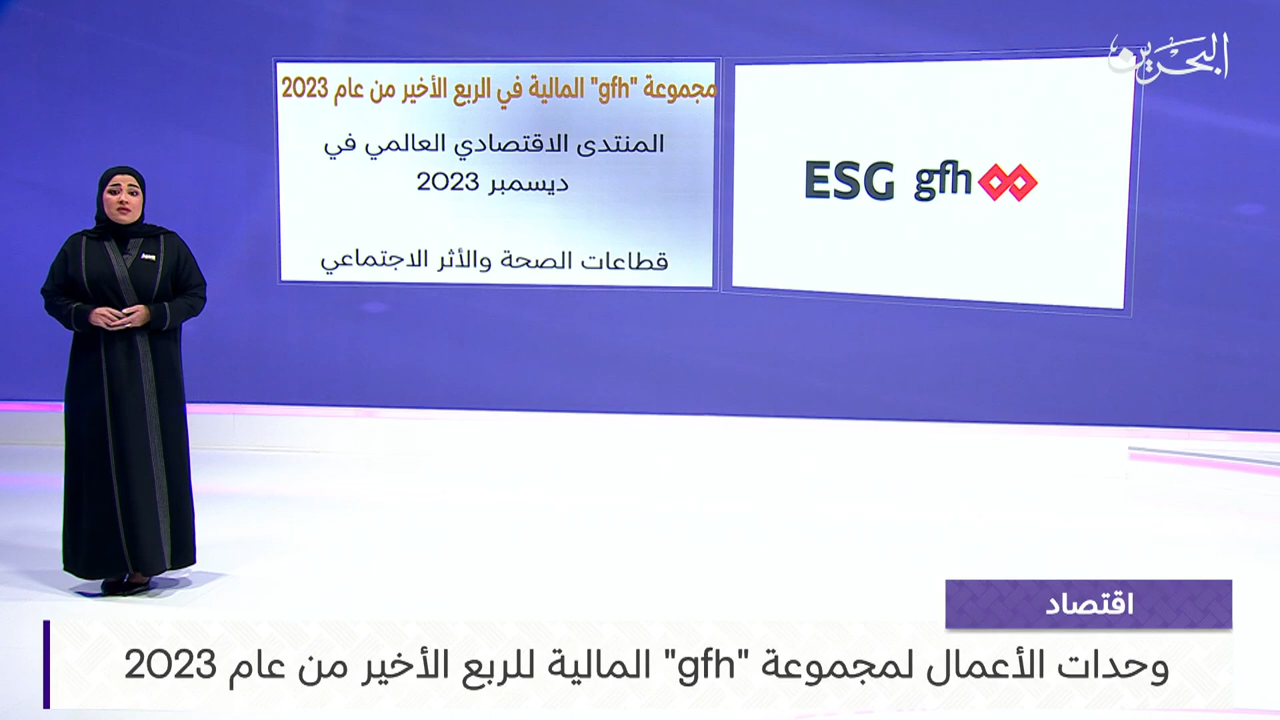 البحرين
مجموعة "gfh" المالية في الربع الأخير من عام 2023
المنتدى الاقتصادي العالمي في
ديسمبر 2023
قطاعات الصحة والأثر الاجتماعي
ESG gfh
اقتصاد
وحدات الأعمال لمجموعة "gfh" المالية للربع الأخير من عام 2023